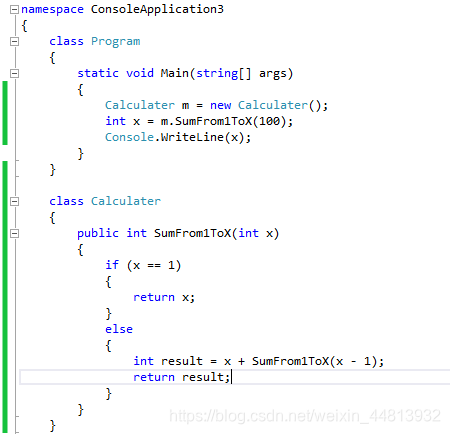 namespace ConsoleApplication3
{
    class Program
    {
        static void Main(string[] args)
        {
            Calculater m = new Calculater();
            int x = m.SumFrom1ToX(100);
            Console.WriteLine(x);
        }
    }

    class Calculater
    {
        public int SumFrom1ToX(int x)
        {
            if (x == 1)
            {
                return x;
            }
            else
            {
                int result = x + SumFrom1ToX(x - 1);
                return result;
            }
        }
    }
https://blog.csdn.net/weixin_44813932